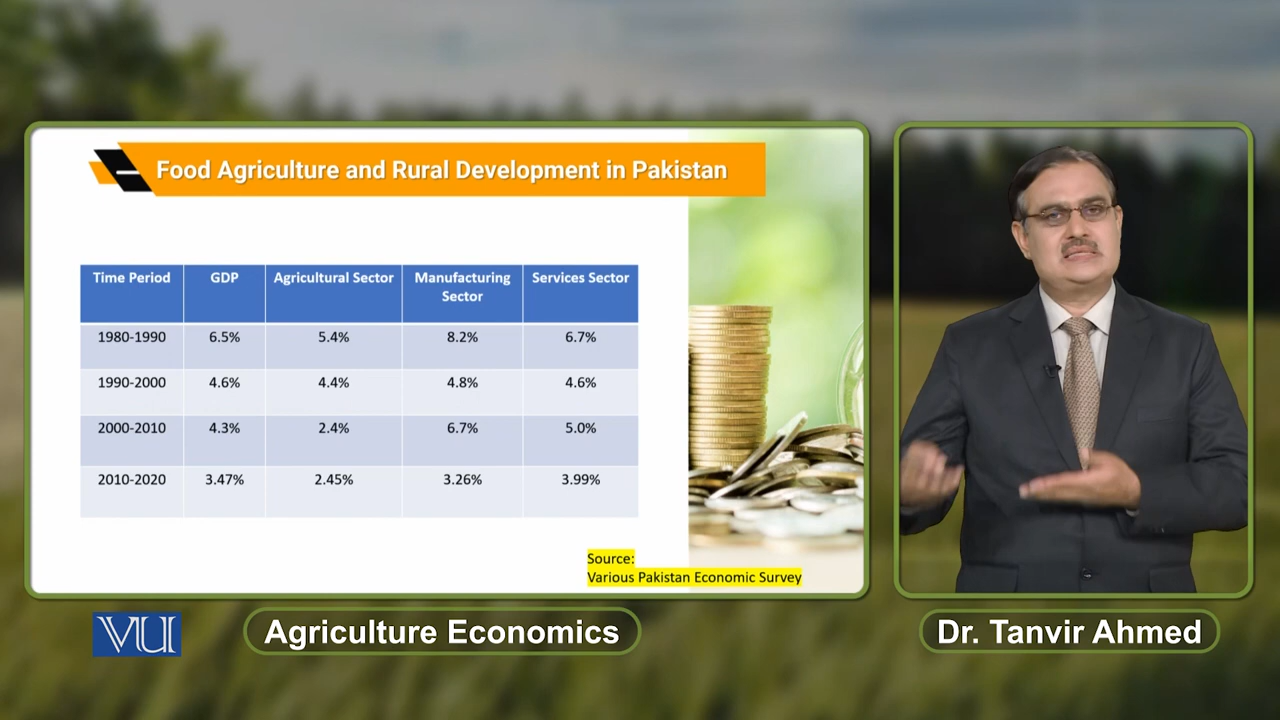 Food Agriculture and Rural Development in Pakistan
Time Period GDP Agricultural Sector Manufacturing Sector Services Sector
1980-1990 6.5% 5.4% 8.2% 6.7%
1990-2000 4.6% 4.4% 4.8% 4.6%
2000-2010 4.3% 2.4% 6.7% 5.0%
2010-2020 3.47% 2.45% 3.26% 3.99%
Source:
Various Pakistan Economic Survey
VU
Agriculture Economics
Dr. Tanvir Ahmed